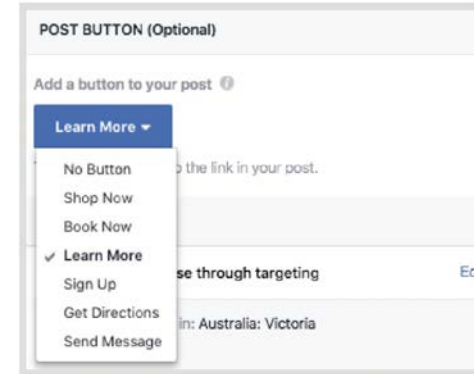 POST BUTTON (Optional)
Add a button to your post
Learn More
No Button
the link in your post.
Shop Now
Book Now
Learn More
Sign Up
through targeting
Get Directions
in: Australia: Victoria
Send Message